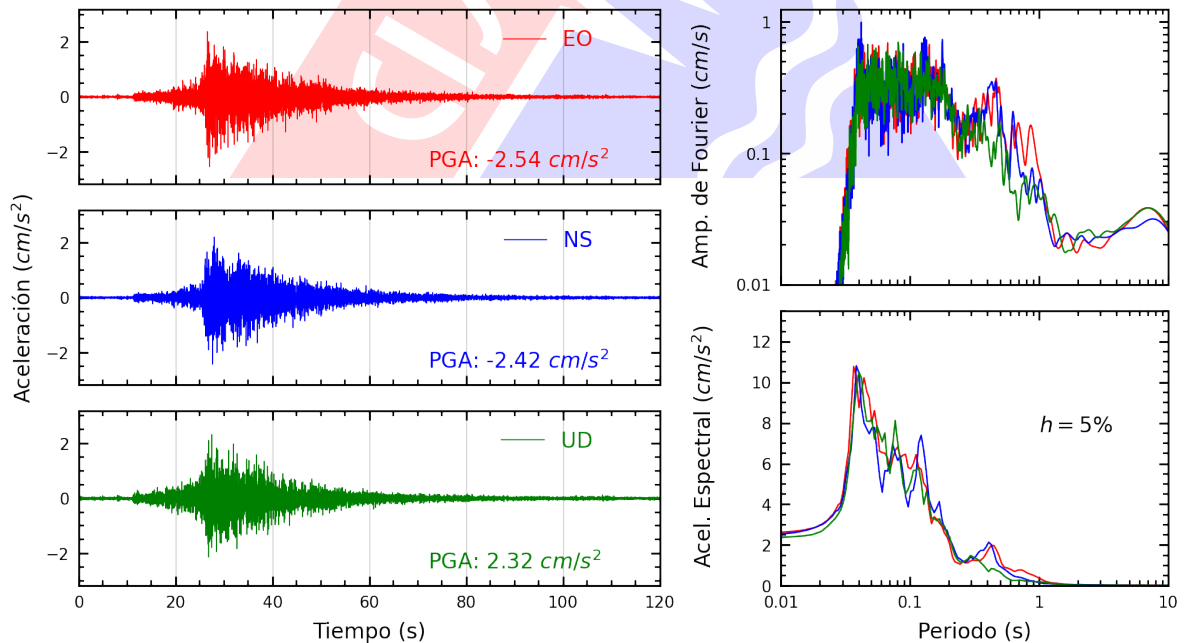 Aceleración (cm/s²)
2
0
−2
EO
PGA: -2.54 cm/s²
2
0
−2
NS
PGA: -2.42 cm/s²
2
0
−2
UD
PGA: 2.32 cm/s²
0 20 40 60 80 100 120
Tiempo (s)
Amp. de Fourier (cm/s)
1
0.1
0.01
Acel. Espectral (cm/s²)
12
10
8
6
4
2
0
h = 5%
0.01 0.1 1 10
Periodo (s)